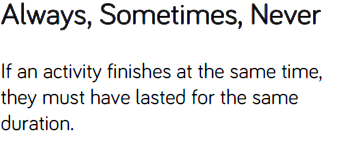 Always, Sometimes, Never
If an activity finishes at the same time,
they must have lasted for the same
duration.